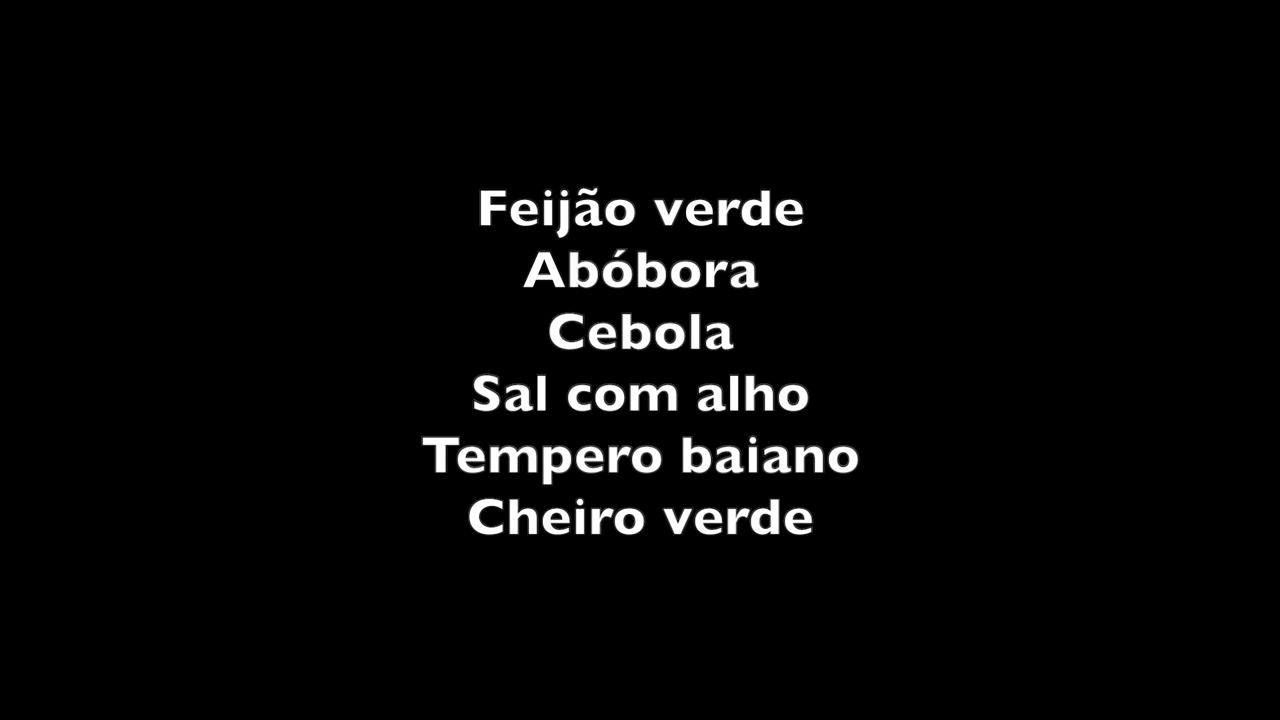 Feijão verde
Abóbora
Cebola
Sal com alho
Tempero baiano
Cheiro verde